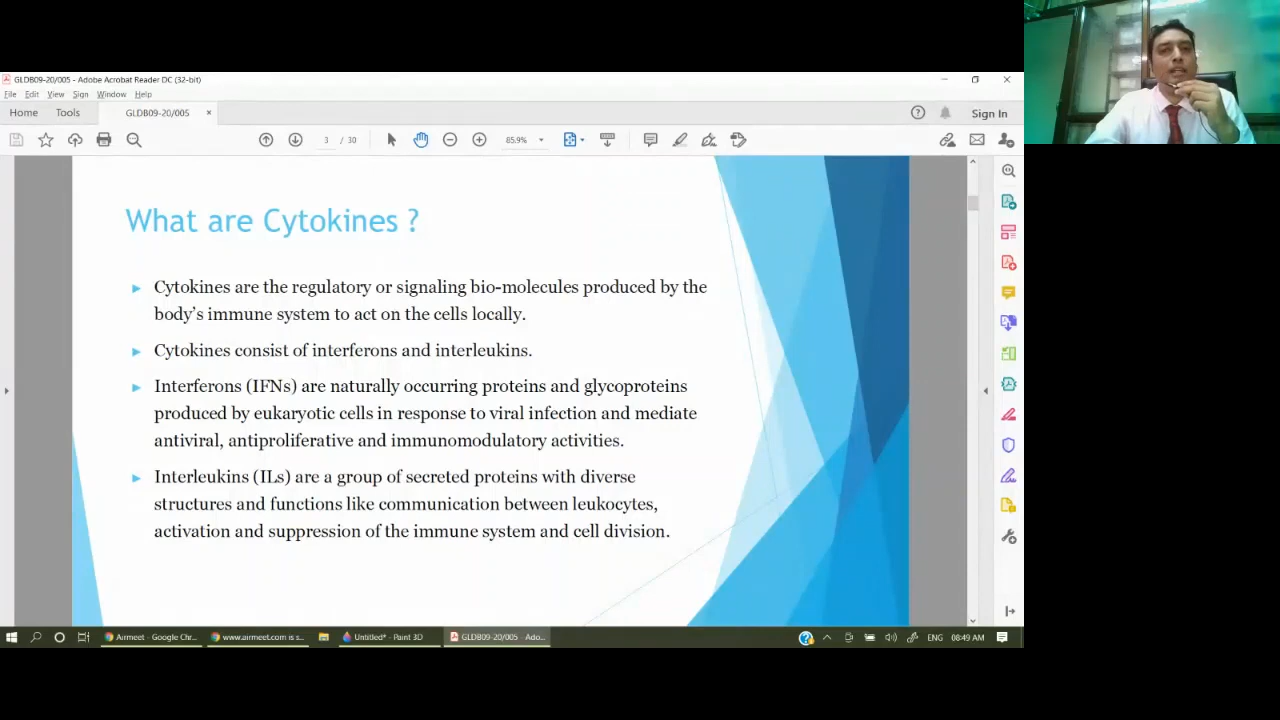 GLDB09-20/005 - Adobe Acrobat Reader DC (32-bit)
File Edit View Sign Window Help
Home Tools GLDB09-20/005 × Sign In
3 / 30 85.9%
What are Cytokines ?
Cytokines are the regulatory or signaling bio-molecules produced by the
body's immune system to act on the cells locally.
Cytokines consist of interferons and interleukins.
Interferons (IFNs) are naturally occurring proteins and glycoproteins
produced by eukaryotic cells in response to viral infection and mediate
antiviral, antiproliferative and immunomodulatory activities.
Interleukins (ILs) are a group of secreted proteins with diverse
structures and functions like communication between leukocytes,
activation and suppression of the immune system and cell division.
Airmeet - Google Chr... www.airmeet.com is s... Untitled* - Paint 3D GLDB09-20/005 - Ado... ENG 08:49 AM